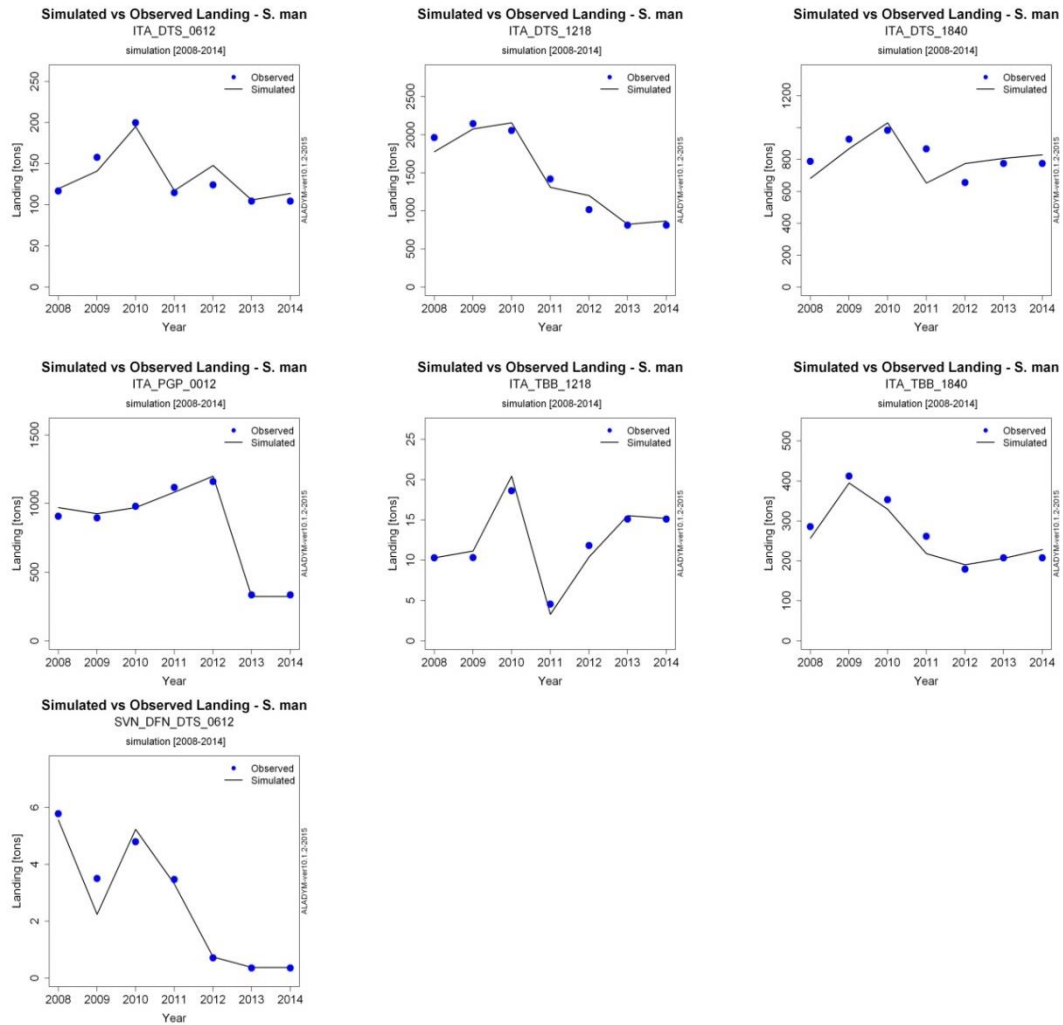 Simulated vs Observed Landing - S. man
ITA_DTS_0612
simulation [2008-2014]
Observed
Simulated
Landing [tons]
250
200
150
100
50
0
2008 2009 2010 2011 2012 2013 2014
Year
ALADYM-ver10.1.2-2015
Simulated vs Observed Landing - S. man
ITA_DTS_1218
simulation [2008-2014]
Observed
Simulated
Landing [tons]
2500
2000
1500
1000
500
0
2008 2009 2010 2011 2012 2013 2014
Year
ALADYM-ver10.1.2-2015
Simulated vs Observed Landing - S. man
ITA_DTS_1840
simulation [2008-2014]
Observed
Simulated
Landing [tons]
1200
800
600
400
200
0
2008 2009 2010 2011 2012 2013 2014
Year
ALADYM-ver10.1.2-2015
Simulated vs Observed Landing - S. man
ITA_PGP_0012
simulation [2008-2014]
Observed
Simulated
Landing [tons]
1500
1000
500
0
2008 2009 2010 2011 2012 2013 2014
Year
ALADYM-ver10.1.2-2015
Simulated vs Observed Landing - S. man
ITA_TBB_1218
simulation [2008-2014]
Observed
Simulated
Landing [tons]
25
20
15
10
5
0
2008 2009 2010 2011 2012 2013 2014
Year
ALADYM-ver10.1.2-2015
Simulated vs Observed Landing - S. man
ITA_TBB_1840
simulation [2008-2014]
Observed
Simulated
Landing [tons]
500
400
300
200
100
0
2008 2009 2010 2011 2012 2013 2014
Year
ALADYM-ver10.1.2-2015
Simulated vs Observed Landing - S. man
SVN_DFN_DTS_0612
simulation [2008-2014]
Observed
Simulated
Landing [tons]
6
4
2
0
2008 2009 2010 2011 2012 2013 2014
Year
ALADYM-ver10.1.2-2015